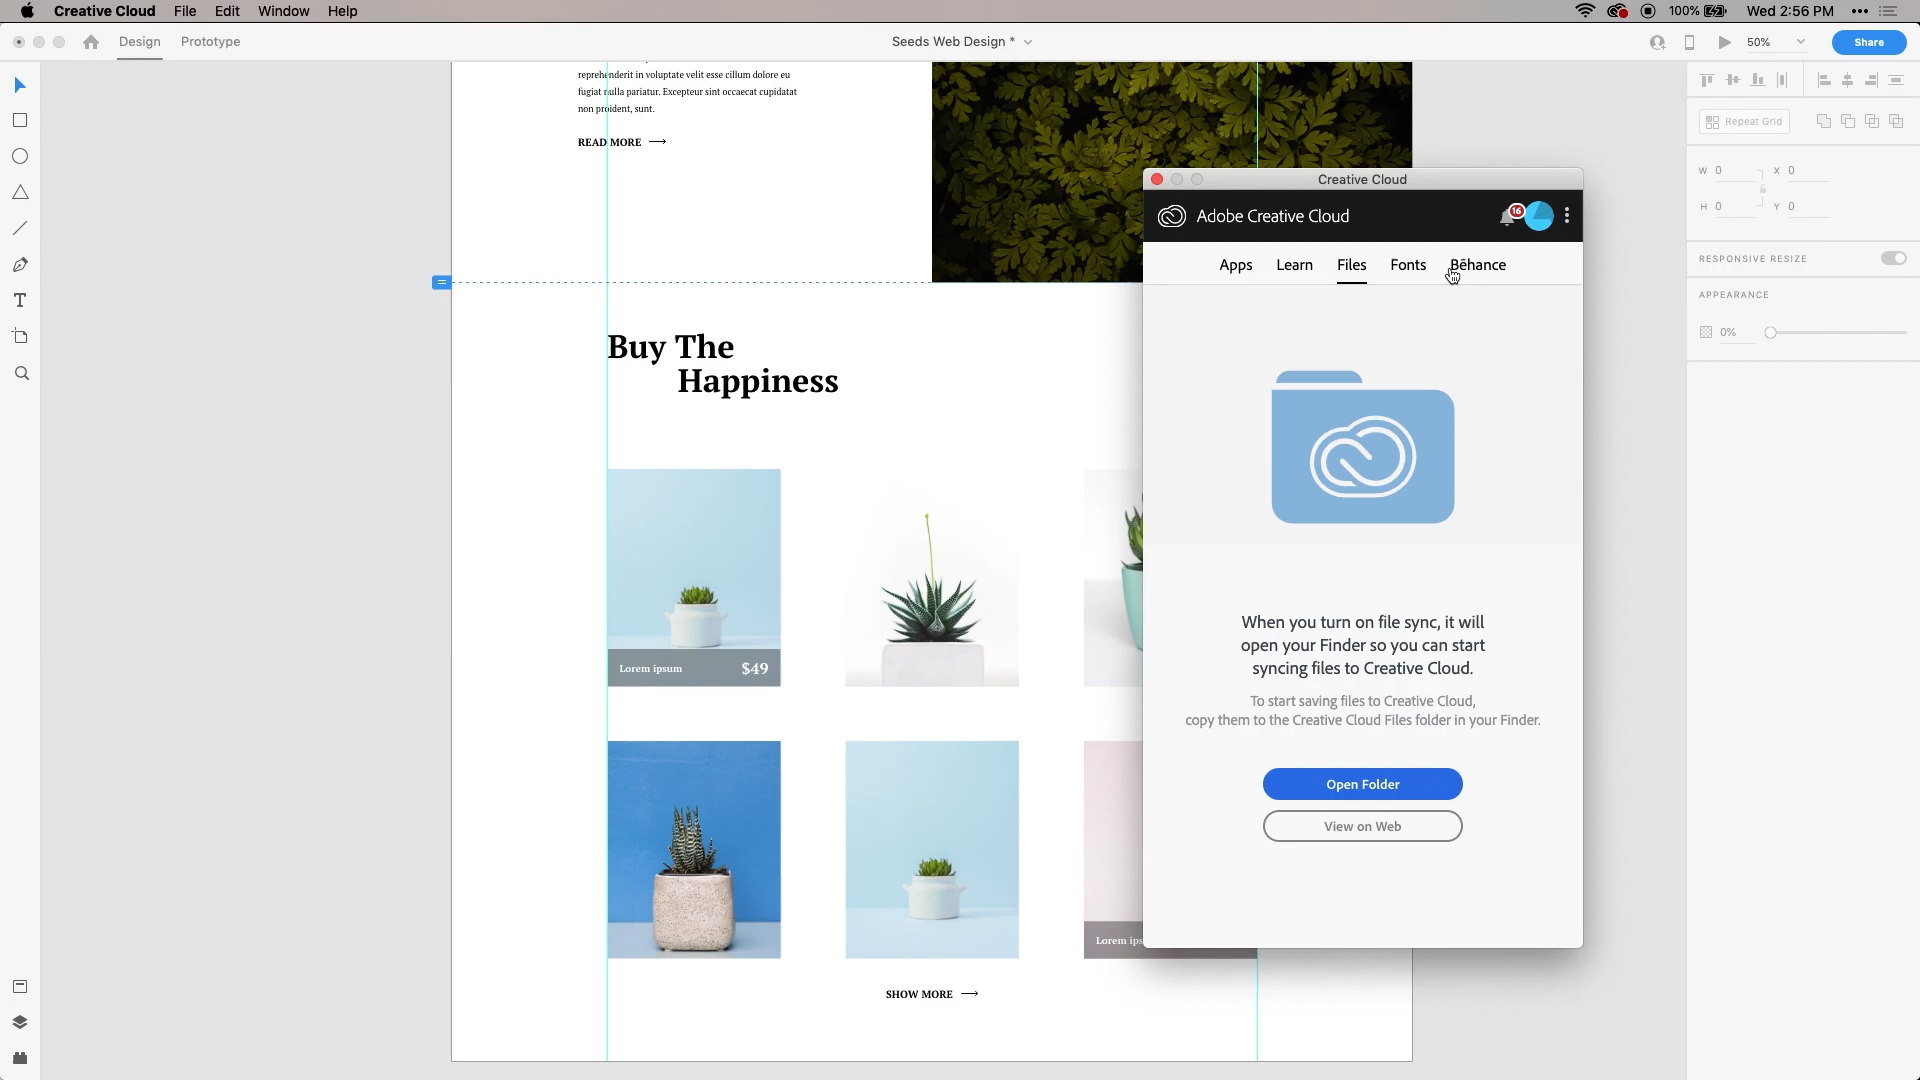 Creative Cloud File Edit Window Help
100%
Wed 2:56 PM
Design Prototype
Seeds Web Design *
50%
Share
reprehenderit in voluptate velit esse cillum dolore eu
fugiat nulla pariatur. Excepteur sint occaecat cupidatat
non proident, sunt.
READ MORE
Buy The
Happiness
Lorem ipsum $49
SHOW MORE
Creative Cloud
Adobe Creative Cloud
16
Apps Learn Files Fonts Bēhance
When you turn on file sync, it will
open your Finder so you can start
syncing files to Creative Cloud.
To start saving files to Creative Cloud,
copy them to the Creative Cloud Files folder in your Finder.
Open Folder
View on Web
Lorem ips
Repeat Grid
W 0 X 0
H 0 Y 0
RESPONSIVE RESIZE
APPEARANCE
0%